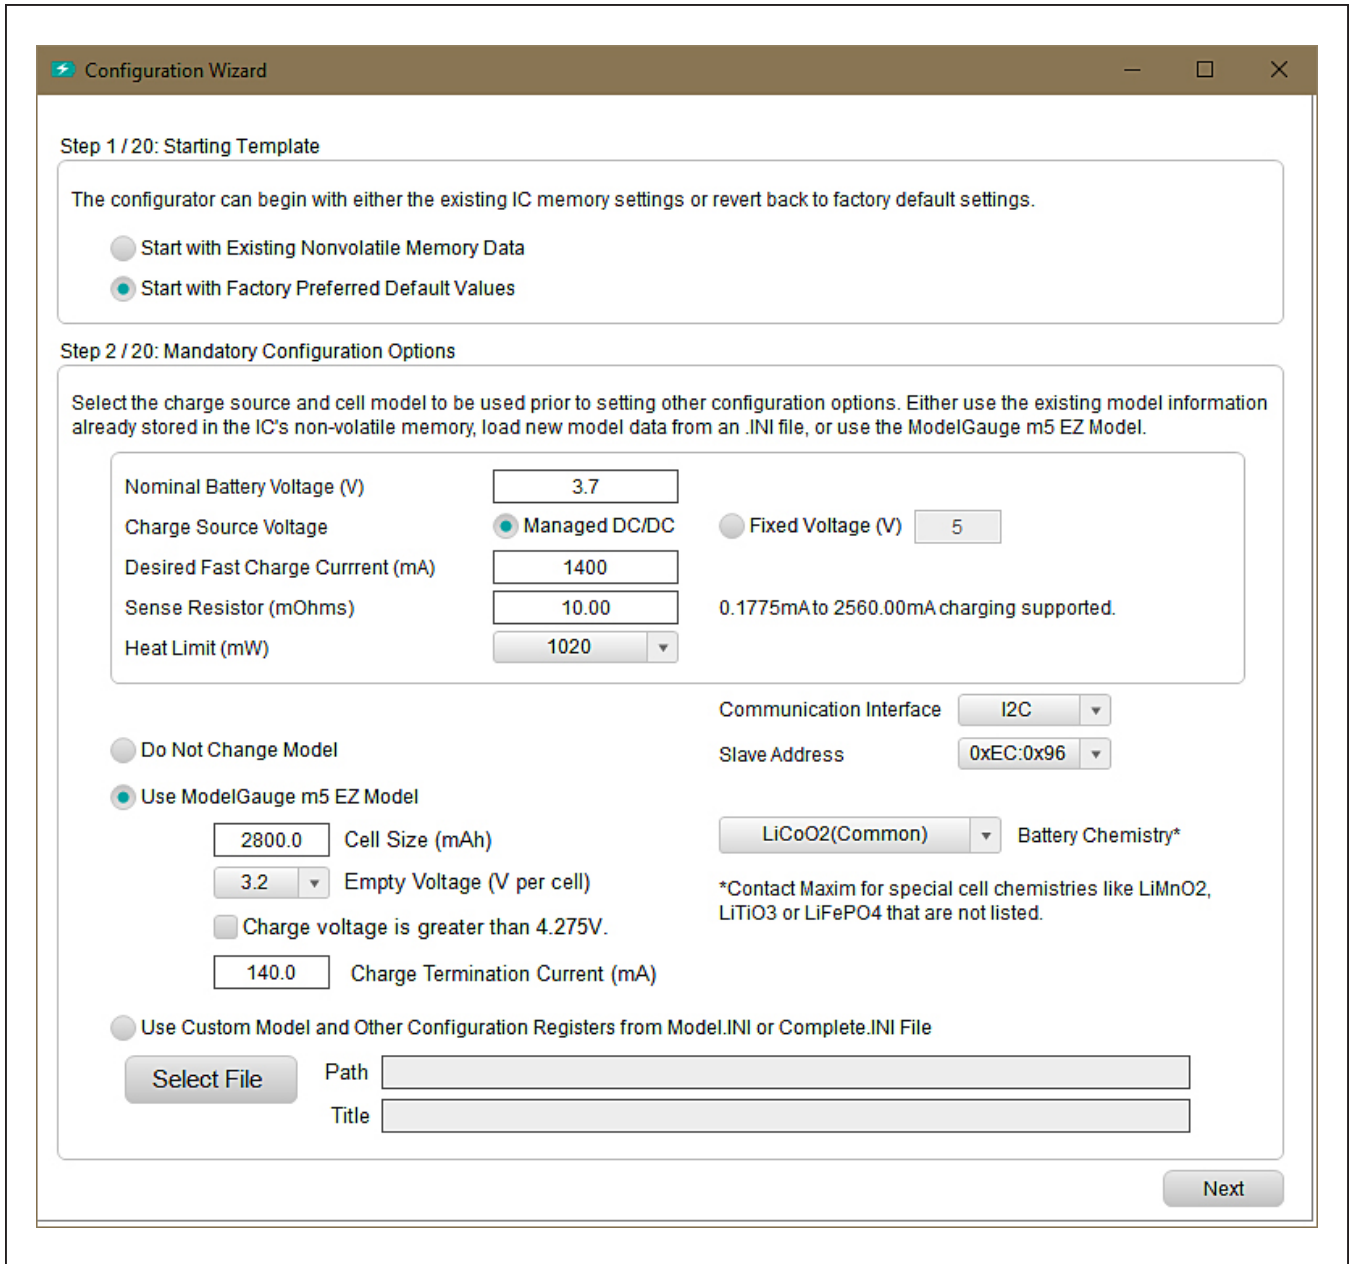 Configuration Wizard
Step 1 / 20: Starting Template
The configurator can begin with either the existing IC memory settings or revert back to factory default settings.
Start with Existing Nonvolatile Memory Data
Start with Factory Preferred Default Values
Step 2 / 20: Mandatory Configuration Options
Select the charge source and cell model to be used prior to setting other configuration options. Either use the existing model information
already stored in the IC's non-volatile memory, load new model data from an .INI file, or use the ModelGauge m5 EZ Model.
Nominal Battery Voltage (V) 3.7
Charge Source Voltage Managed DC/DC Fixed Voltage (V) 5
Desired Fast Charge Currrent (mA) 1400
Sense Resistor (mOhms) 10.00 0.1775mA to 2560.00mA charging supported.
Heat Limit (mW) 1020
Communication Interface I2C
Do Not Change Model
Slave Address 0xEC:0x96
Use ModelGauge m5 EZ Model
2800.0 Cell Size (mAh)
LiCoO2(Common) Battery Chemistry*
3.2 Empty Voltage (V per cell)
*Contact Maxim for special cell chemistries like LiMnO2,
LiTiO3 or LiFePO4 that are not listed.
Charge voltage is greater than 4.275V.
140.0 Charge Termination Current (mA)
Use Custom Model and Other Configuration Registers from Model.INI or Complete.INI File
Select File
Path
Title
Next